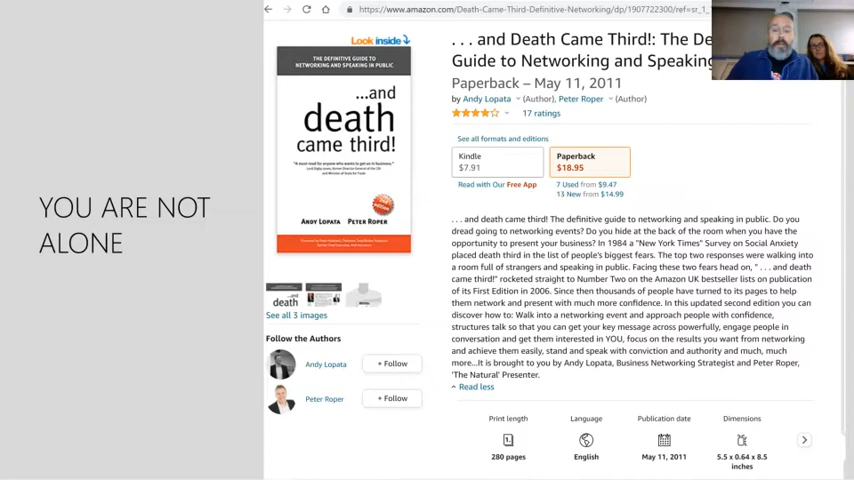 YOU ARE NOT
ALONE
https://www.amazon.com/Death-Came-Third-Definitive-Networking/dp/1907722300/ref=sr_1_
Look inside
THE DEFINITIVE GUIDE TO
NETWORKING AND SPEAKING IN PUBLIC
...and
death
came third!
2nd
edition
ANDY LOPATA PETER ROPER
death
See all 3 images
Follow the Authors
Andy Lopata
+ Follow
Peter Roper
+ Follow
. . . and Death Came Third!: The De
Guide to Networking and Speaking
Paperback – May 11, 2011
by Andy Lopata (Author), Peter Roper (Author)
17 ratings
See all formats and editions
Kindle
$7.91
Paperback
$18.95
Read with Our Free App
7 Used from $9.47
13 New from $14.99
. . . and death came third! The definitive guide to networking and speaking in public. Do you
dread going to networking events? Do you hide at the back of the room when you have the
opportunity to present your business? In 1984 a "New York Times" Survey on Social Anxiety
placed death third in the list of people's biggest fears. The top two responses were walking into
a room full of strangers and speaking in public. Facing these two fears head on, " . . . and death
came third!" rocketed straight to Number Two on the Amazon UK bestseller lists on publication
of its First Edition in 2006. Since then thousands of people have turned to its pages to help
them network and present with much more confidence. In this updated second edition you can
discover how to: Walk into a networking event and approach people with confidence,
structures talk so that you can get your key message across powerfully, engage people in
conversation and get them interested in YOU, focus on the results you want from networking
and achieve them easily, stand and speak with conviction and authority and much, much
more...It is brought to you by Andy Lopata, Business Networking Strategist and Peter Roper,
'The Natural' Presenter.
Read less
Print length
280 pages
Language
English
Publication date
May 11, 2011
Dimensions
5.5 x 0.64 x 8.5
inches